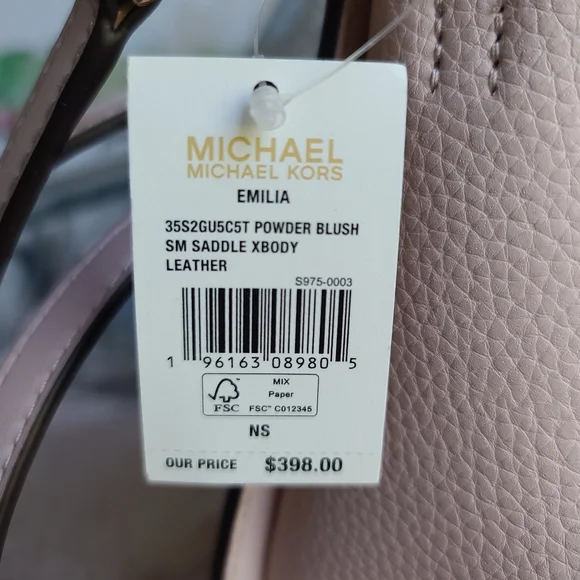 MICHAEL
MICHAEL KORS
EMILIA
35S2GU5C5T POWDER BLUSH
SM SADDLE XBODY
LEATHER
S975-0003
1 96163 08980 5
FSC
MIX
Paper
FSC™ C012345
NS
OUR PRICE $398.00